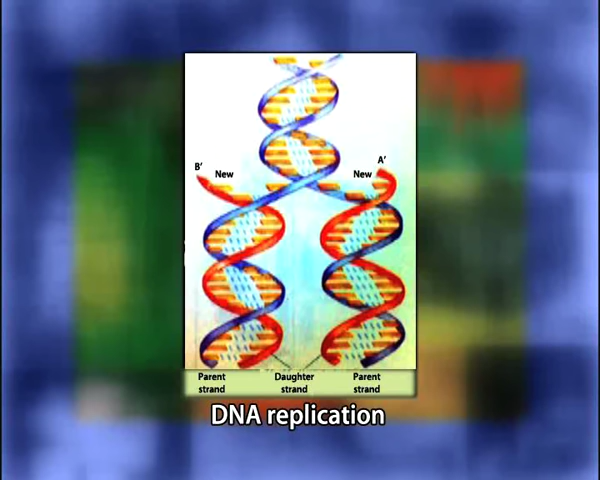 B' New New A'
Parent strand Daughter strand Parent strand
DNA replication